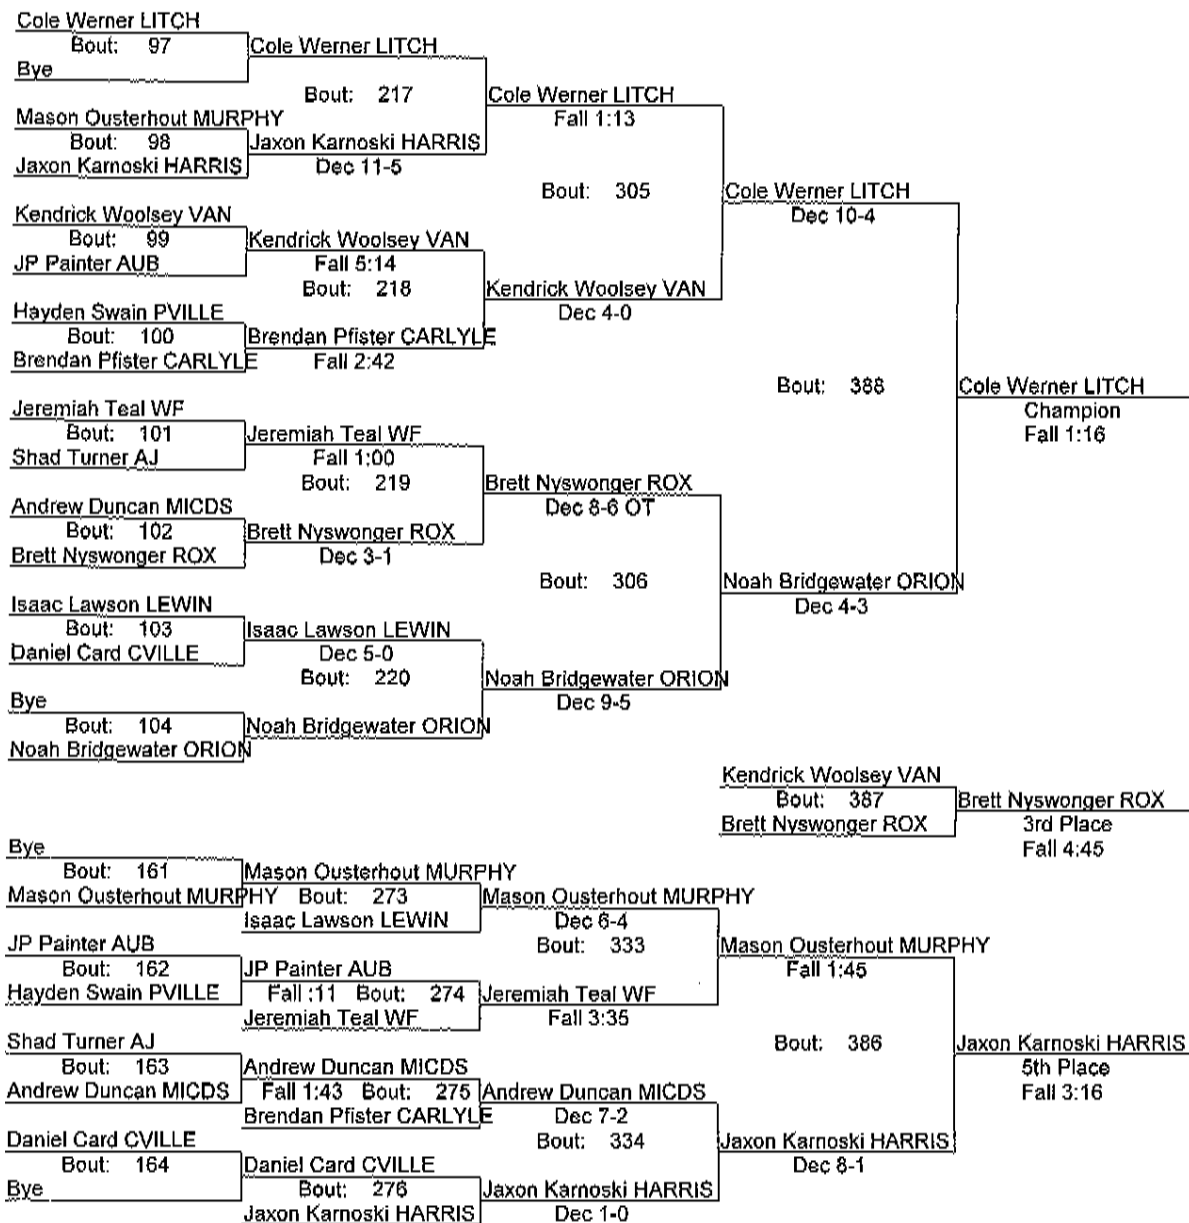 Cole Werner LITCH
Bout: 97
Bye
Cole Werner LITCH
Bout: 217
Mason Ousterhout MURPHY
Bout: 98
Jaxon Karnoski HARRIS
Jaxon Karnoski HARRIS
Dec 11-5
Cole Werner LITCH
Fall 1:13
Bout: 305
Kendrick Woolsey VAN
Bout: 99
JP Painter AUB
Kendrick Woolsey VAN
Fall 5:14
Bout: 218
Hayden Swain PVILLE
Bout: 100
Brendan Pfister CARLYLE
Brendan Pfister CARLYLE
Fall 2:42
Kendrick Woolsey VAN
Dec 4-0
Cole Werner LITCH
Dec 10-4
Bout: 388
Cole Werner LITCH
Champion
Fall 1:16
Jeremiah Teal WF
Bout: 101
Shad Turner AJ
Jeremiah Teal WF
Fall 1:00
Bout: 219
Andrew Duncan MICDS
Bout: 102
Brett Nyswonger ROX
Brett Nyswonger ROX
Dec 3-1
Brett Nyswonger ROX
Dec 8-6 OT
Bout: 306
Isaac Lawson LEWIN
Bout: 103
Daniel Card CVILLE
Isaac Lawson LEWIN
Dec 5-0
Bout: 220
Bye
Bout: 104
Noah Bridgewater ORION
Noah Bridgewater ORION
Noah Bridgewater ORION
Dec 9-5
Noah Bridgewater ORION
Dec 4-3
Kendrick Woolsey VAN
Bout: 387
Brett Nyswonger ROX
Brett Nyswonger ROX
3rd Place
Fall 4:45
Bye
Bout: 161
Mason Ousterhout MURPHY
Mason Ousterhout MURPHY
Bout: 273
Isaac Lawson LEWIN
Mason Ousterhout MURPHY
Dec 6-4
Bout: 333
JP Painter AUB
Bout: 162
Hayden Swain PVILLE
JP Painter AUB
Fall :11 Bout: 274
Jeremiah Teal WF
Jeremiah Teal WF
Fall 3:35
Mason Ousterhout MURPHY
Fall 1:45
Bout: 386
Jaxon Karnoski HARRIS
5th Place
Fall 3:16
Shad Turner AJ
Bout: 163
Andrew Duncan MICDS
Andrew Duncan MICDS
Fall 1:43 Bout: 275
Brendan Pfister CARLYLE
Andrew Duncan MICDS
Dec 7-2
Bout: 334
Daniel Card CVILLE
Bout: 164
Bye
Daniel Card CVILLE
Bout: 276
Jaxon Karnoski HARRIS
Jaxon Karnoski HARRIS
Dec 1-0
Jaxon Karnoski HARRIS
Dec 8-1